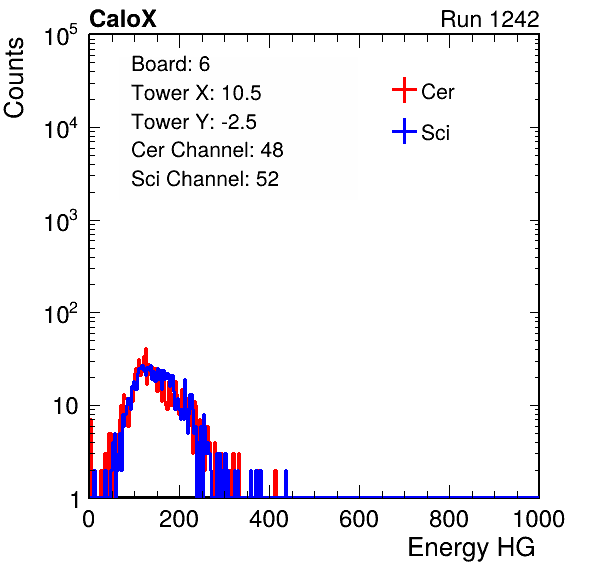 CaloX Run 1242
Board: 6
Tower X: 10.5
Tower Y: -2.5
Cer Channel: 48
Sci Channel: 52
Cer
Sci
Counts
10^5
10^4
10^3
10^2
10
1
0 200 400 600 800 1000
Energy HG